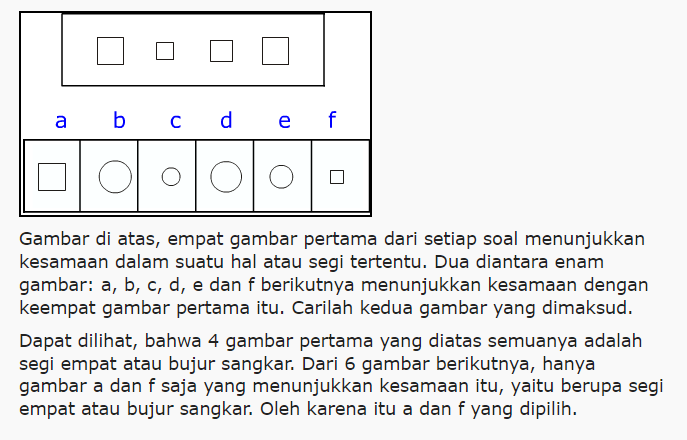 a b c d e f
Gambar di atas, empat gambar pertama dari setiap soal menunjukkan
kesamaan dalam suatu hal atau segi tertentu. Dua diantara enam
gambar: a, b, c, d, e dan f berikutnya menunjukkan kesamaan dengan
keempat gambar pertama itu. Carilah kedua gambar yang dimaksud.
Dapat dilihat, bahwa 4 gambar pertama yang diatas semuanya adalah
segi empat atau bujur sangkar. Dari 6 gambar berikutnya, hanya
gambar a dan f saja yang menunjukkan kesamaan itu, yaitu berupa segi
empat atau bujur sangkar. Oleh karena itu a dan f yang dipilih.